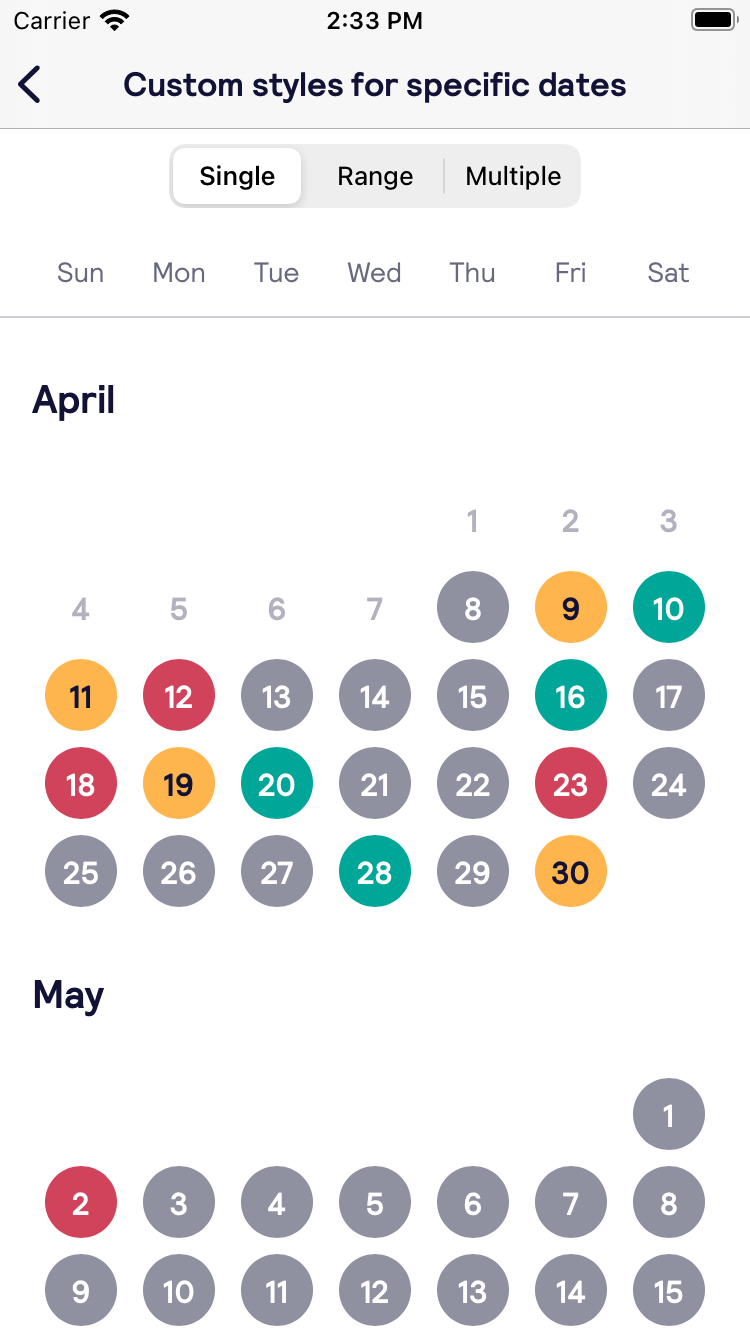 Carrier 2:33 PM
Custom styles for specific dates
Single Range Multiple
Sun Mon Tue Wed Thu Fri Sat
April
1 2 3
4 5 6 7 8 9 10
11 12 13 14 15 16 17
18 19 20 21 22 23 24
25 26 27 28 29 30
May
1
2 3 4 5 6 7 8
9 10 11 12 13 14 15